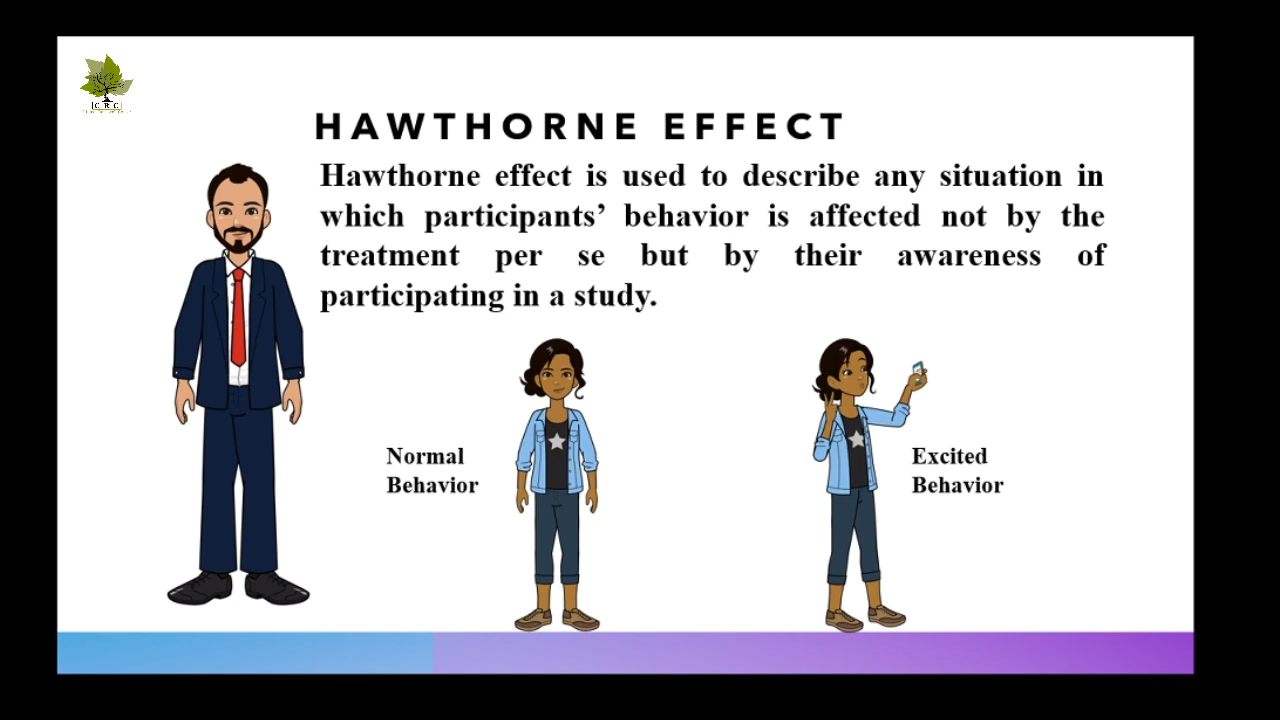 CRC
HAWTHORNE EFFECT
Hawthorne effect is used to describe any situation in
which participants’ behavior is affected not by the
treatment per se but by their awareness of
participating in a study.
Normal
Behavior
Excited
Behavior